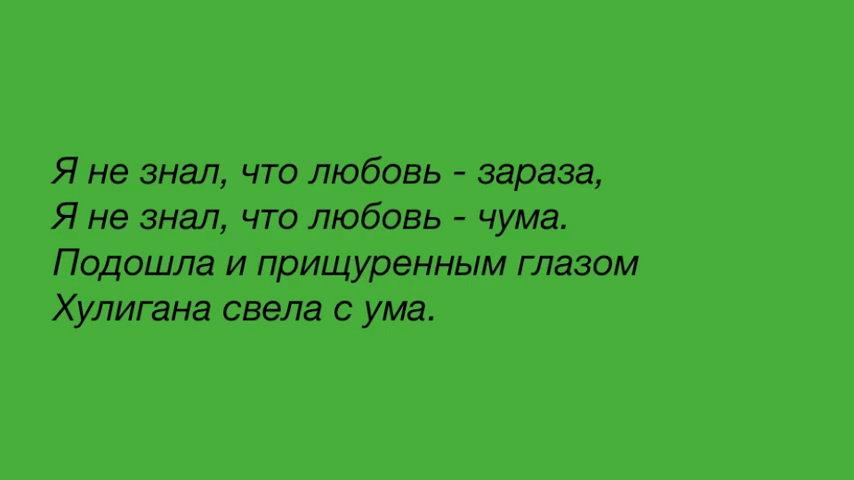 Я не знал, что любовь - зараза,
Я не знал, что любовь - чума.
Подошла и прищуренным глазом
Хулигана свела с ума.